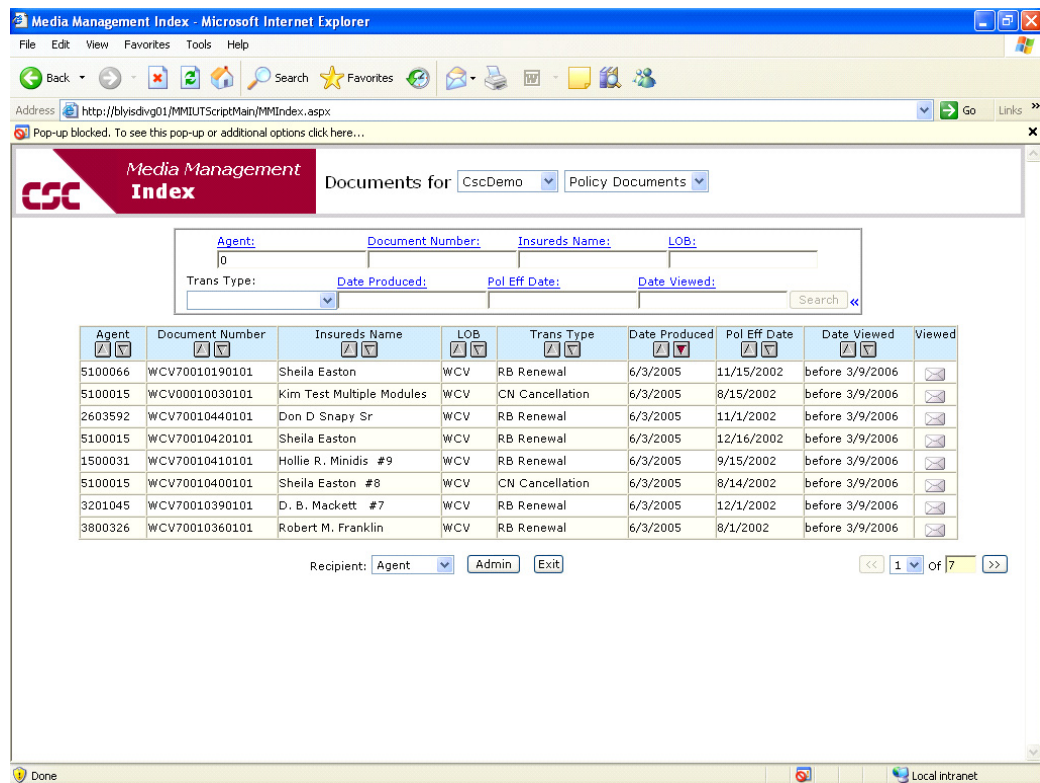 Media Management Index - Microsoft Internet Explorer
File Edit View Favorites Tools Help
Back Search Favorites
Address http://blyisdivg01/MMIUTScriptMain/MMIndex.aspx Go Links »
Pop-up blocked. To see this pop-up or additional options click here... x
CSC Media Management
Index
Documents for CscDemo Policy Documents
Agent: Document Number: Insureds Name: LOB:
0
Trans Type: Date Produced: Pol Eff Date: Date Viewed:
Search «
Agent Document Number Insureds Name LOB Trans Type Date Produced Pol Eff Date Date Viewed Viewed
5100066 WCV70010190101 Sheila Easton WCV RB Renewal 6/3/2005 11/15/2002 before 3/9/2006
5100015 WCV00010030101 Kim Test Multiple Modules WCV CN Cancellation 6/3/2005 8/15/2002 before 3/9/2006
2603592 WCV70010440101 Don D Snapy Sr WCV RB Renewal 6/3/2005 11/1/2002 before 3/9/2006
5100015 WCV70010420101 Sheila Easton WCV RB Renewal 6/3/2005 12/16/2002 before 3/9/2006
1500031 WCV70010410101 Hollie R. Minidis #9 WCV RB Renewal 6/3/2005 9/15/2002 before 3/9/2006
5100015 WCV70010400101 Sheila Easton #8 WCV CN Cancellation 6/3/2005 8/14/2002 before 3/9/2006
3201045 WCV70010390101 D. B. Mackett #7 WCV RB Renewal 6/3/2005 12/1/2002 before 3/9/2006
3800326 WCV70010360101 Robert M. Franklin WCV RB Renewal 6/3/2005 8/1/2002 before 3/9/2006
Recipient: Agent Admin Exit << 1 Of 7 >>
Done Local intranet